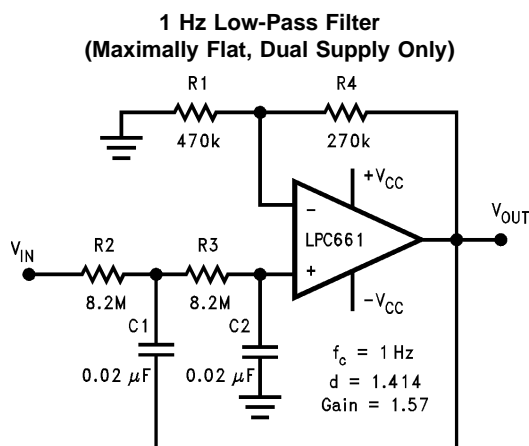 1 Hz Low-Pass Filter
(Maximally Flat, Dual Supply Only)
R1
R4
470k
270k
+VCC
VOUT
-
LPC661
VIN
R2
R3
+
8.2M
8.2M
-VCC
C1
C2
0.02 μF
0.02 μF
fc = 1 Hz
d = 1.414
Gain = 1.57